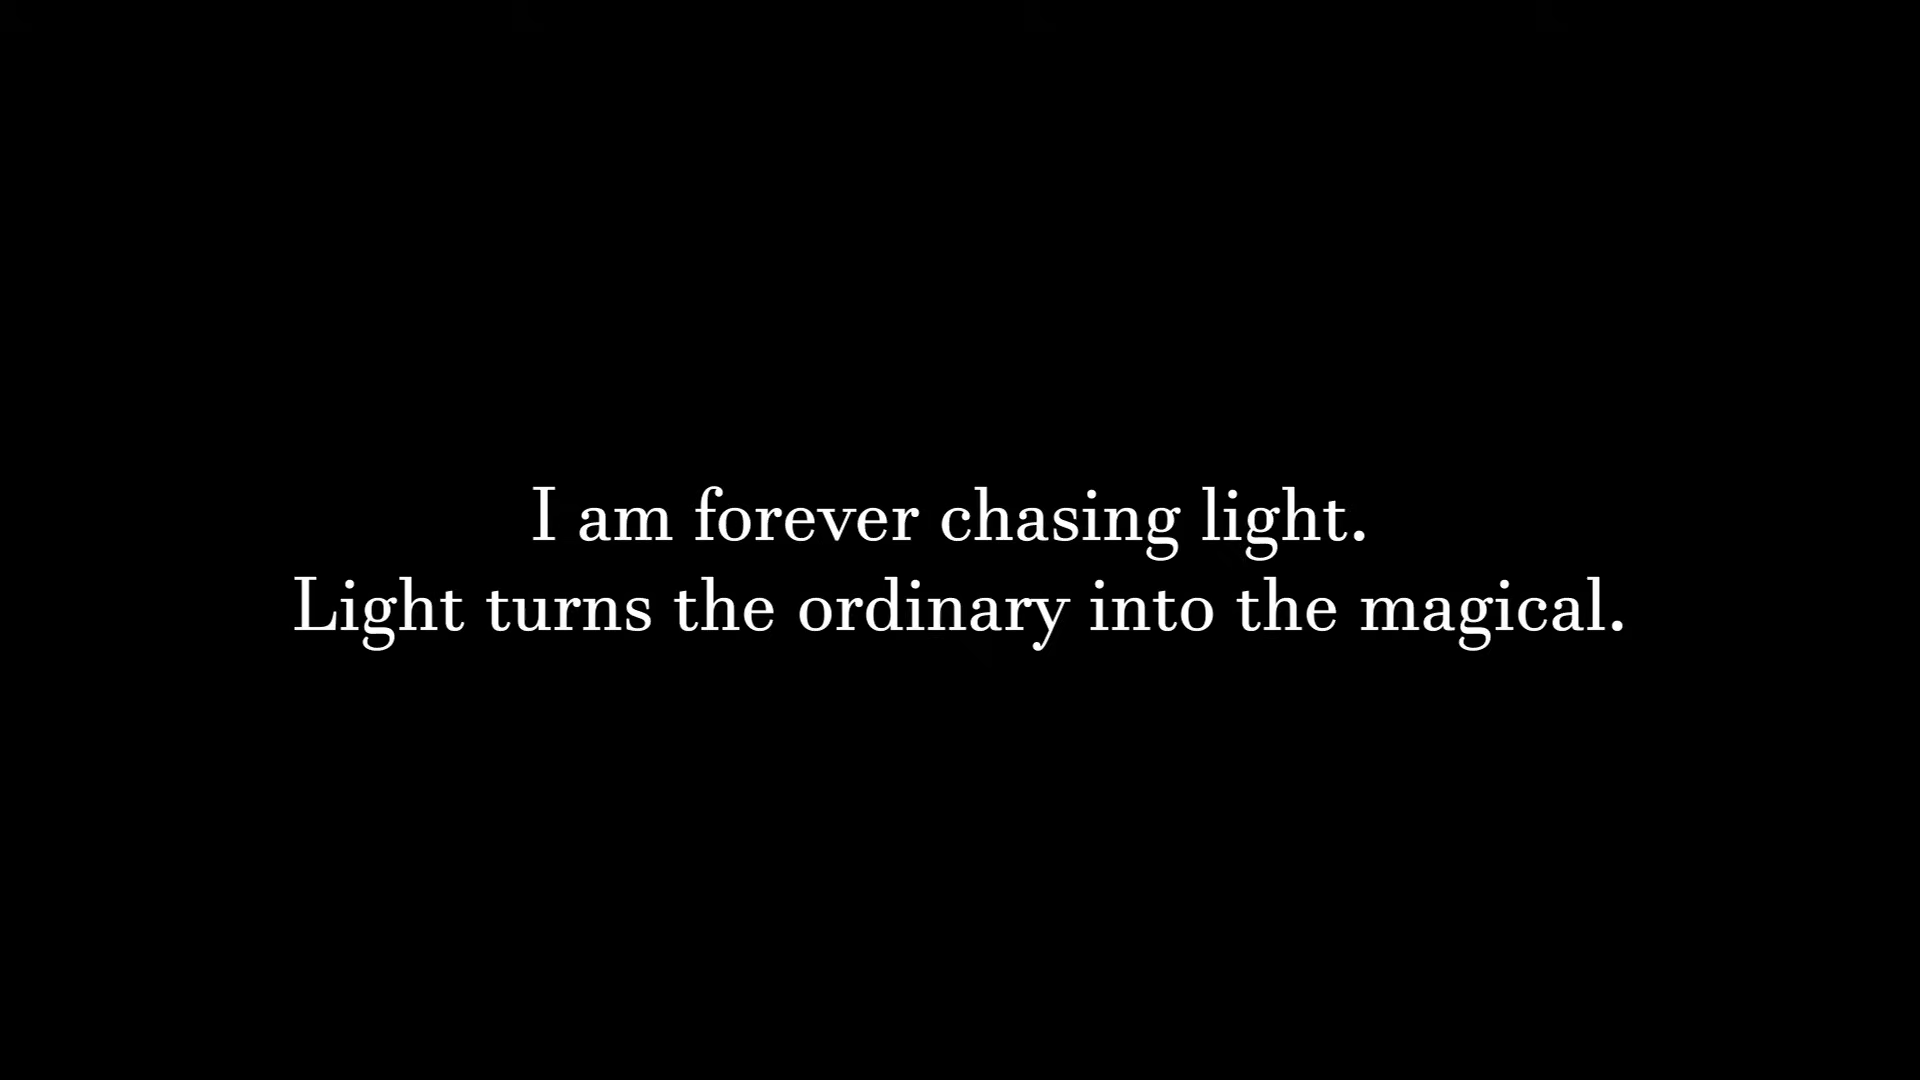 I am forever chasing light.
Light turns the ordinary into the magical.